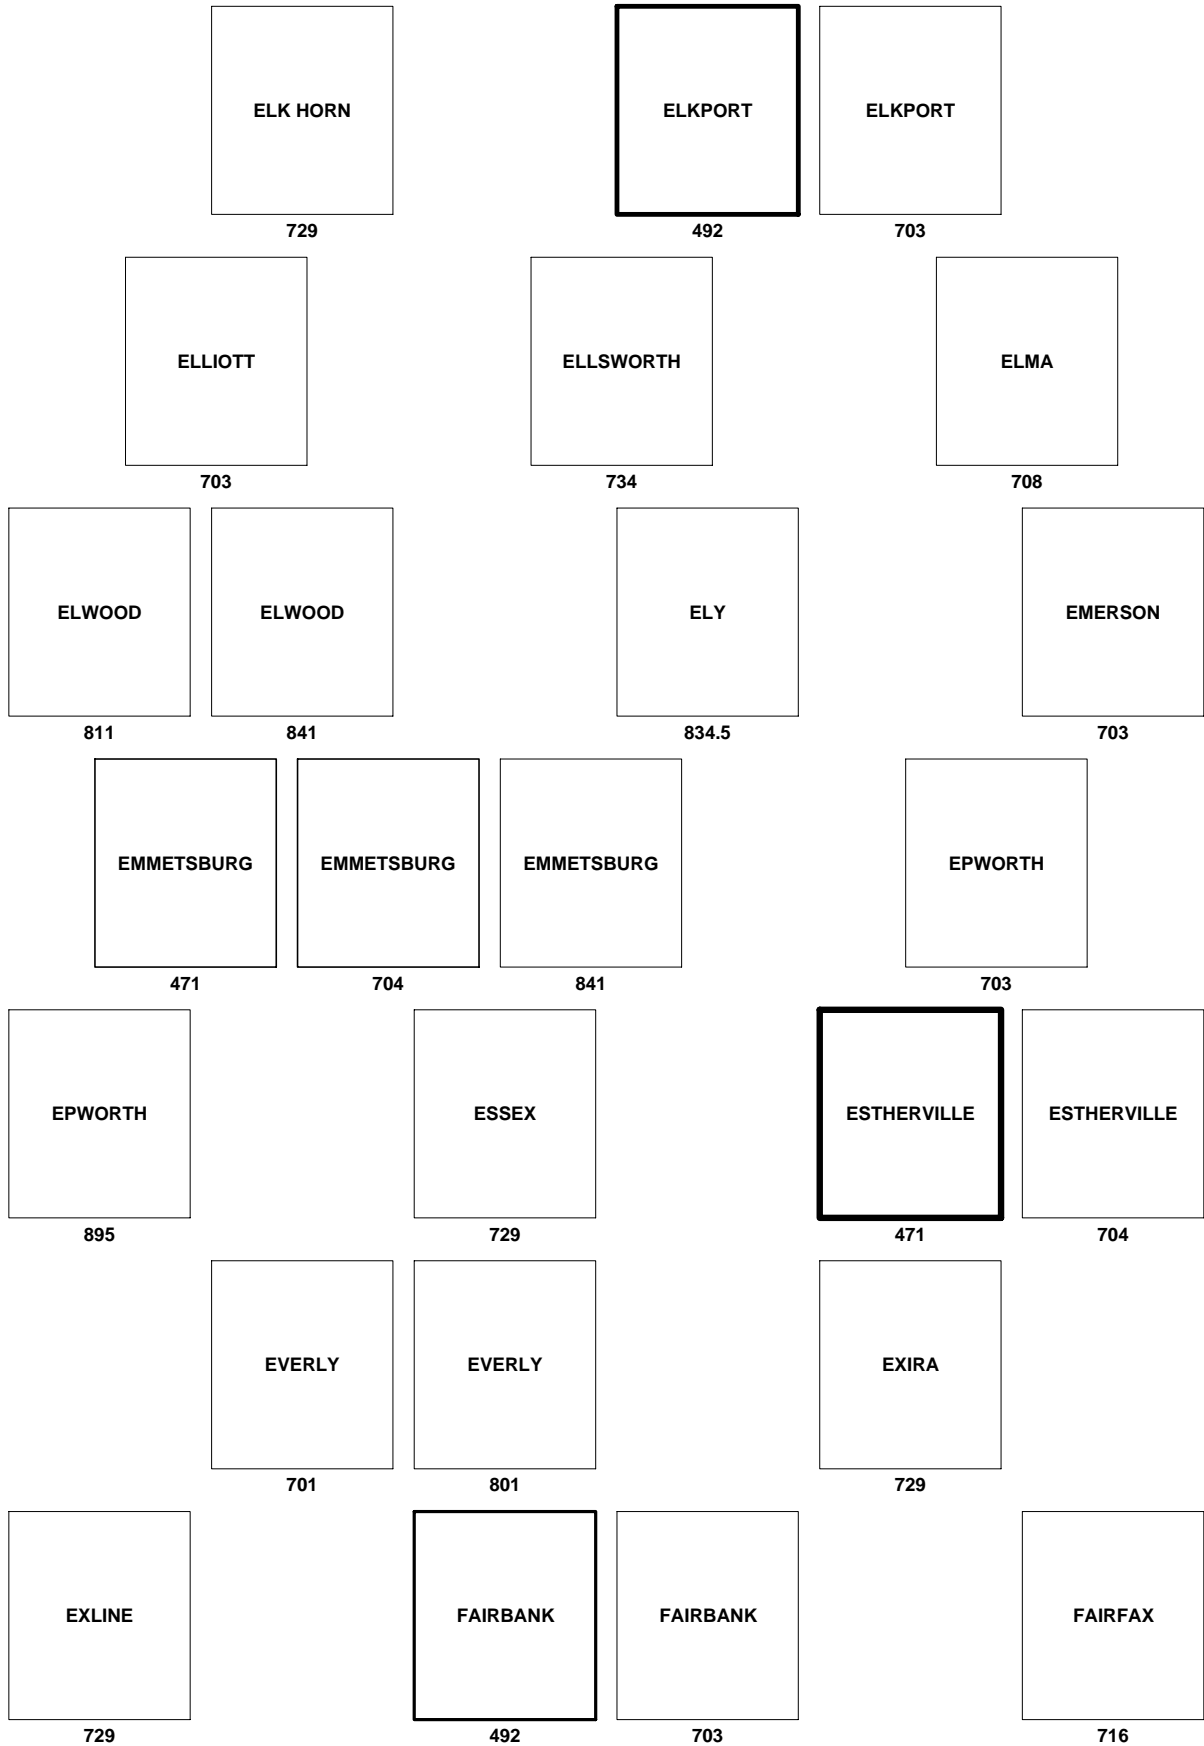 ELK HORN
ELKPORT
ELKPORT
729
492
703
ELLIOTT
ELLSWORTH
ELMA
703
734
708
ELWOOD
ELWOOD
ELY
EMERSON
811
841
834.5
703
EMMETSBURG
EMMETSBURG
EMMETSBURG
EPWORTH
471
704
841
703
EPWORTH
ESSEX
ESTHERVILLE
ESTHERVILLE
895
729
471
704
EVERLY
EVERLY
EXIRA
701
801
729
EXLINE
FAIRBANK
FAIRBANK
FAIRFAX
729
492
703
716